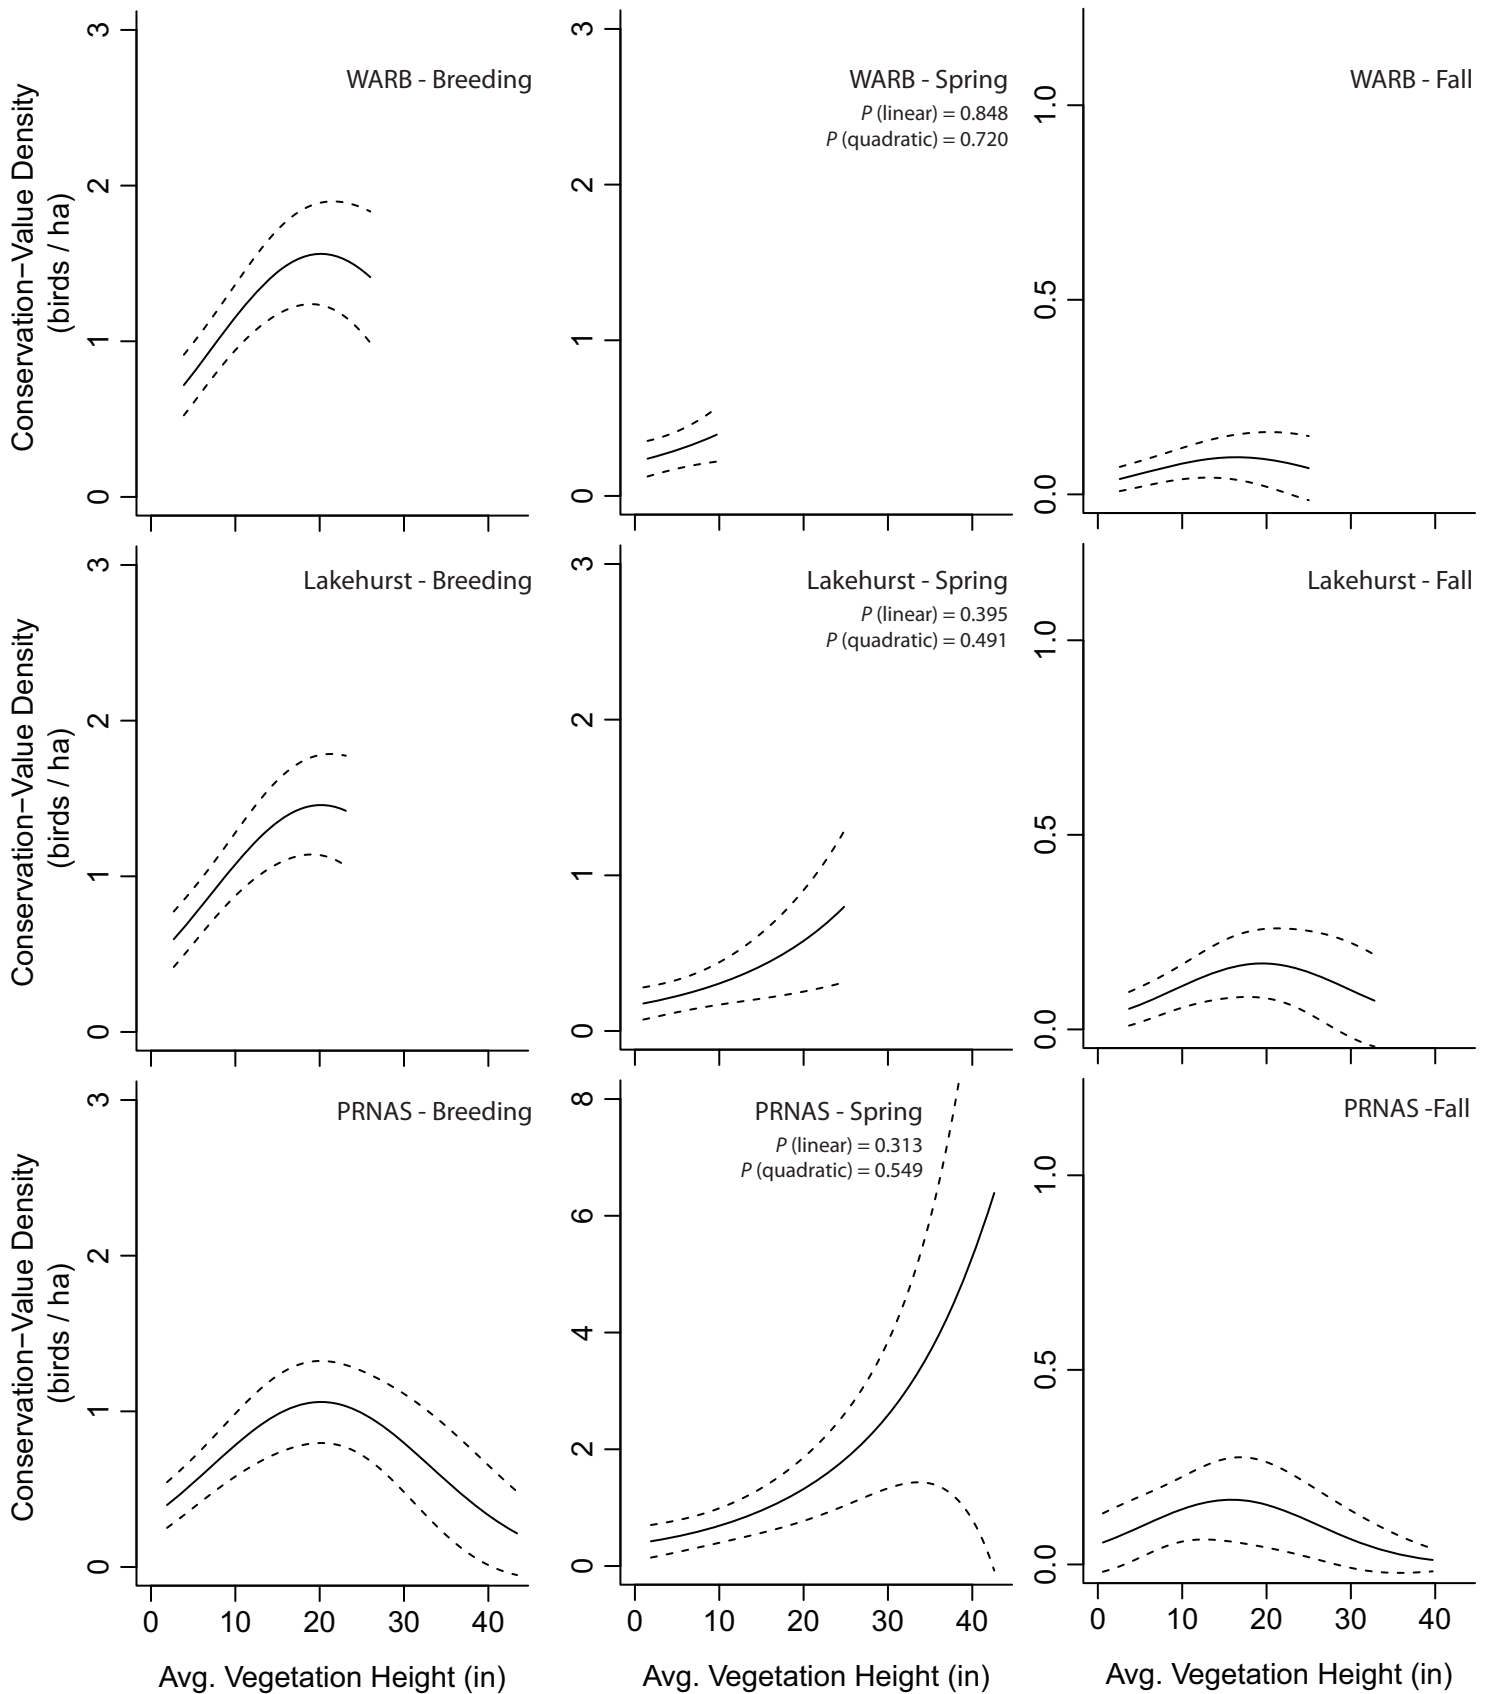 Conservation−Value Density
(birds / ha)
0 1 2 3
WARB - Breeding
0 1 2 3
WARB - Spring
P (linear) = 0.848
P (quadratic) = 0.720
0.0 0.5 1.0
WARB - Fall
Conservation−Value Density
(birds / ha)
0 1 2 3
Lakehurst - Breeding
0 1 2 3
Lakehurst - Spring
P (linear) = 0.395
P (quadratic) = 0.491
0.0 0.5 1.0
Lakehurst - Fall
Conservation−Value Density
(birds / ha)
0 1 2 3
PRNAS - Breeding
0 10 20 30 40
Avg. Vegetation Height (in)
0 2 4 6 8
PRNAS - Spring
P (linear) = 0.313
P (quadratic) = 0.549
0 10 20 30 40
Avg. Vegetation Height (in)
0.0 0.5 1.0
PRNAS -Fall
0 10 20 30 40
Avg. Vegetation Height (in)